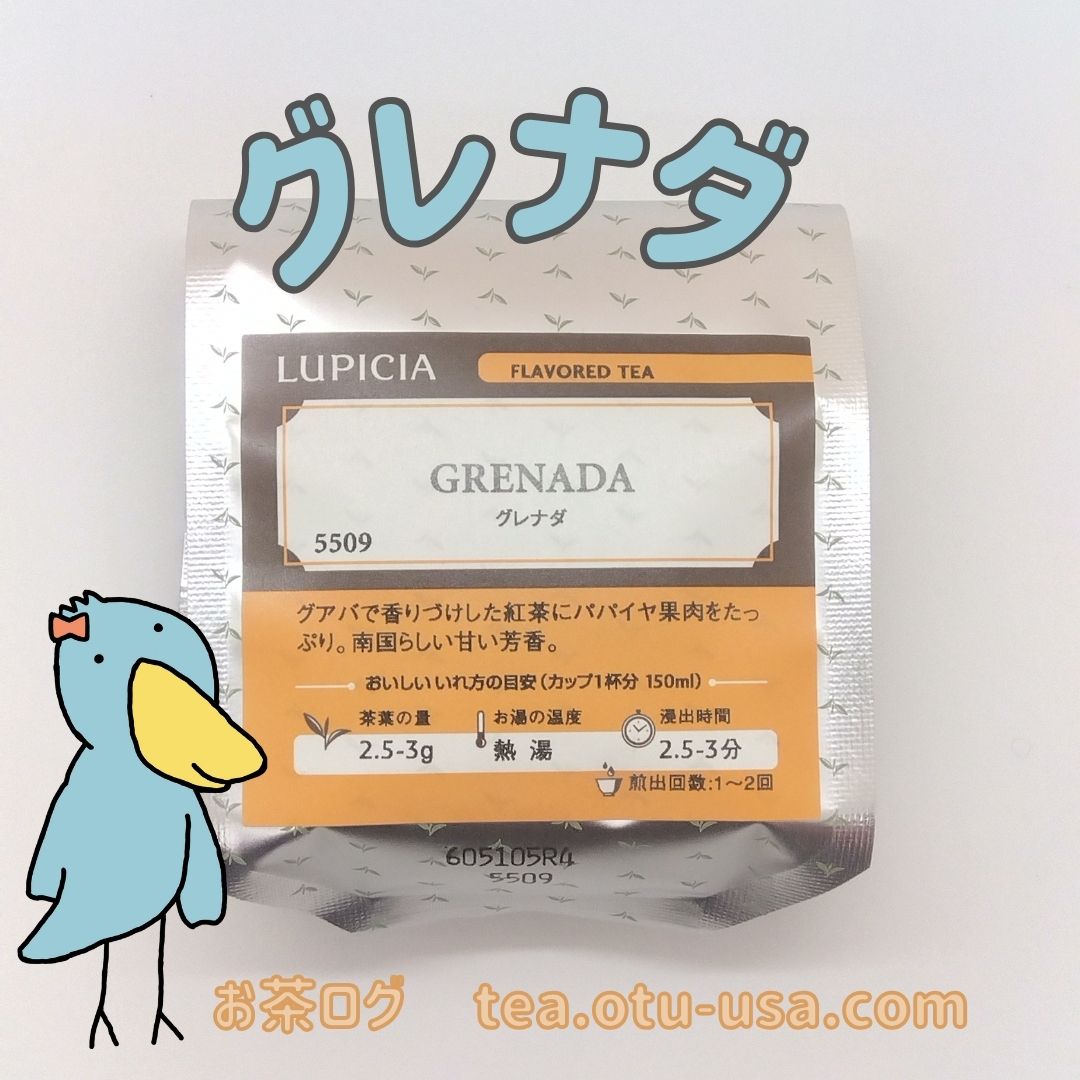 グレナダ
LUPICIA
FLAVORED TEA
GRENADA
グレナダ
5509
グアバで香りづけした紅茶にパパイヤ果肉をたっ
ぷり。南国らしい甘い芳香。
おいしいいれ方の目安(カップ1杯分 150ml)
茶葉の量 お湯の温度 浸出時間
2.5-3g 熱湯 2.5-3分
煎出回数:1~2回
605105R4
5509
お茶ログ tea.otu-usa.com